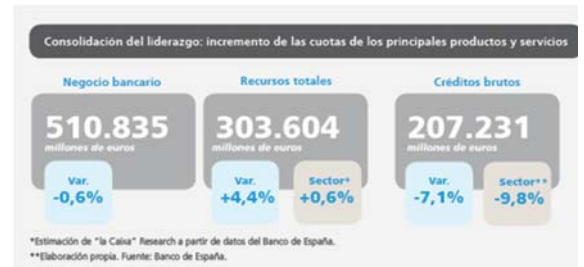 Consolidación del liderazgo: incremento de las cuotas de los principales productos y servicios
Negocio bancario
510.835
millones de euros
Var.
-0,6%
Recursos totales
303.604
millones de euros
Var.
+4,4%
Sector*
+0,6%
Créditos brutos
207.231
millones de euros
Var.
-7,1%
Sector**
-9,8%
*Estimación de "la Caixa" Research a partir de datos del Banco de España.
**Elaboración propia. Fuente: Banco de España.